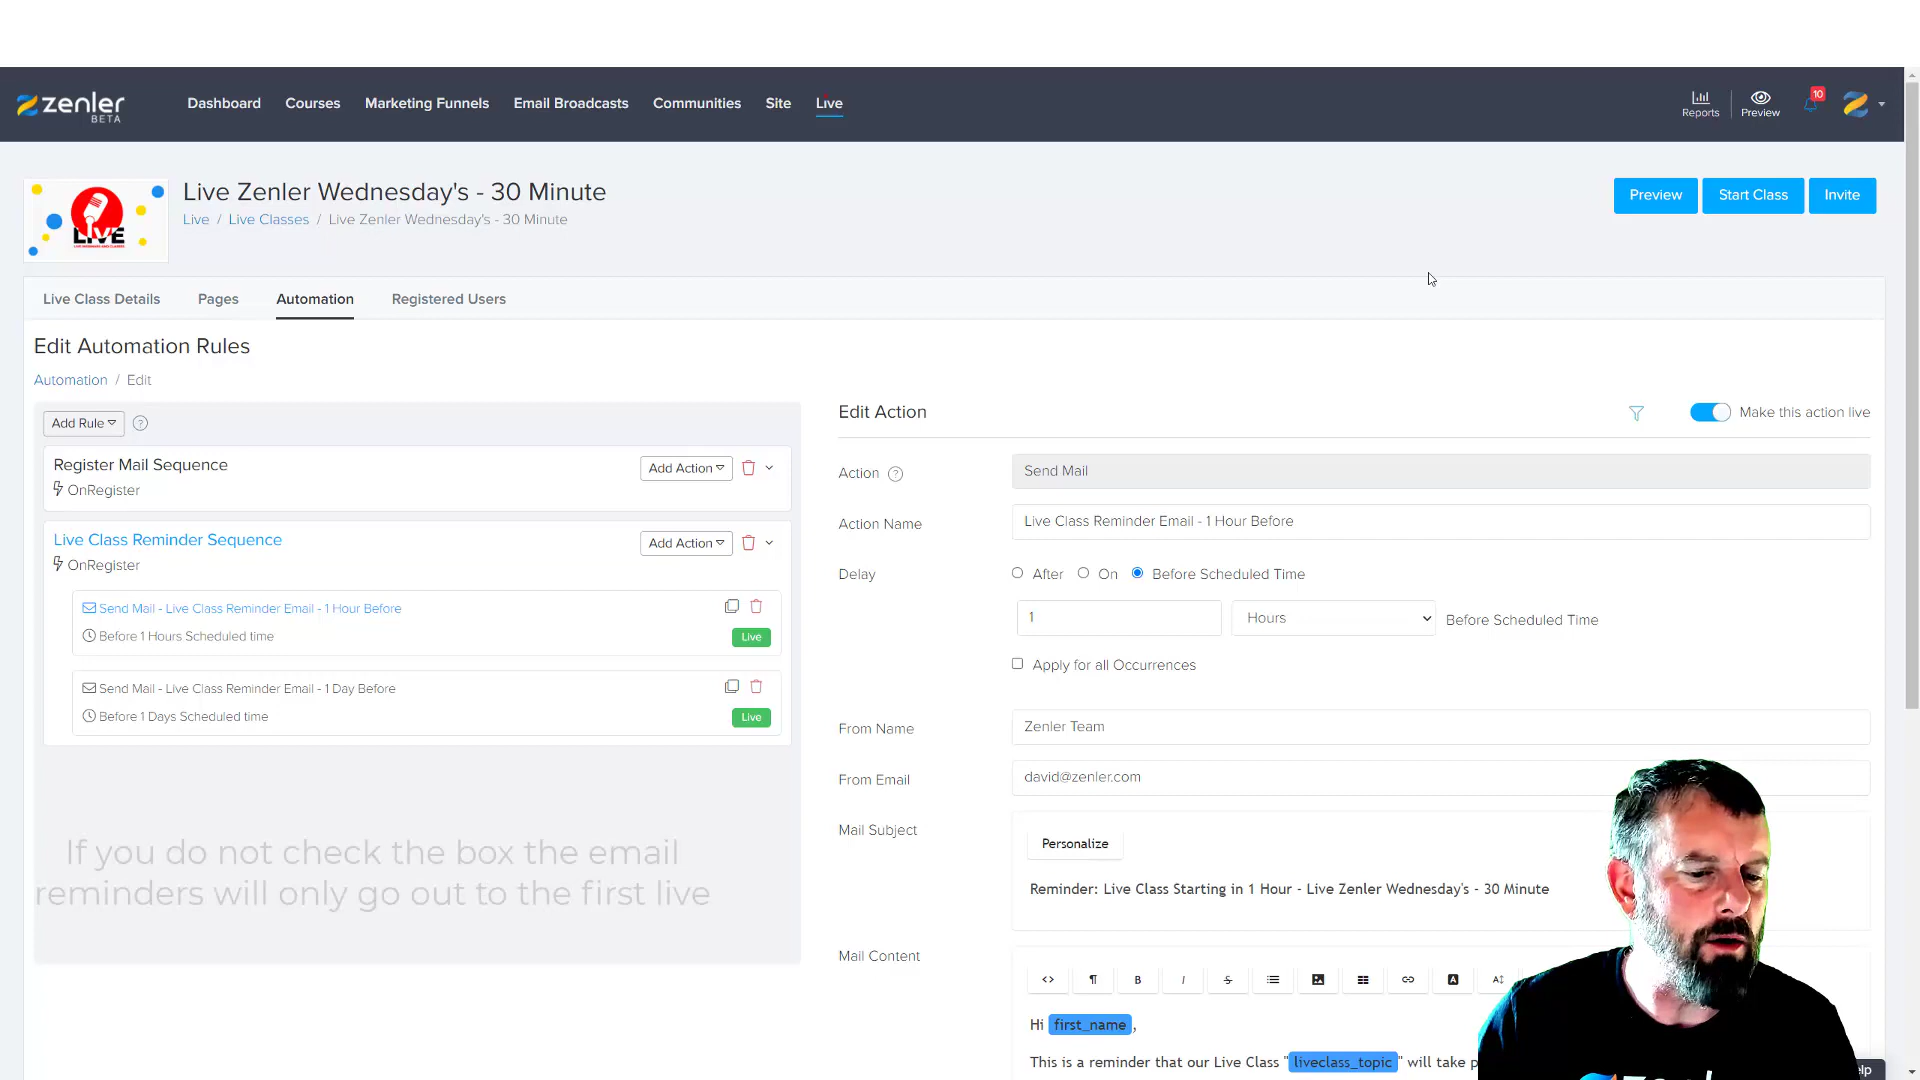 zenler
BETA
Dashboard
Courses
Marketing Funnels
Email Broadcasts
Communities
Site
Live
Reports
Preview
10
LIVE
Live Zenler Wednesday's - 30 Minute
Live / Live Classes / Live Zenler Wednesday's - 30 Minute
Preview
Start Class
Invite
Live Class Details
Pages
Automation
Registered Users
Edit Automation Rules
Automation / Edit
Add Rule
?
Register Mail Sequence
OnRegister
Add Action
Live Class Reminder Sequence
OnRegister
Add Action
Send Mail - Live Class Reminder Email - 1 Hour Before
Before 1 Hours Scheduled time
Live
Send Mail - Live Class Reminder Email - 1 Day Before
Before 1 Days Scheduled time
Live
If you do not check the box the email
reminders will only go out to the first live
Edit Action
Make this action live
Action ?
Send Mail
Action Name
Live Class Reminder Email - 1 Hour Before
Delay
After
On
Before Scheduled Time
1
Hours
Before Scheduled Time
Apply for all Occurrences
From Name
Zenler Team
From Email
david@zenler.com
Mail Subject
Personalize
Reminder: Live Class Starting in 1 Hour - Live Zenler Wednesday's - 30 Minute
Mail Content
Hi first_name,
This is a reminder that our Live Class "liveclass_topic" will take